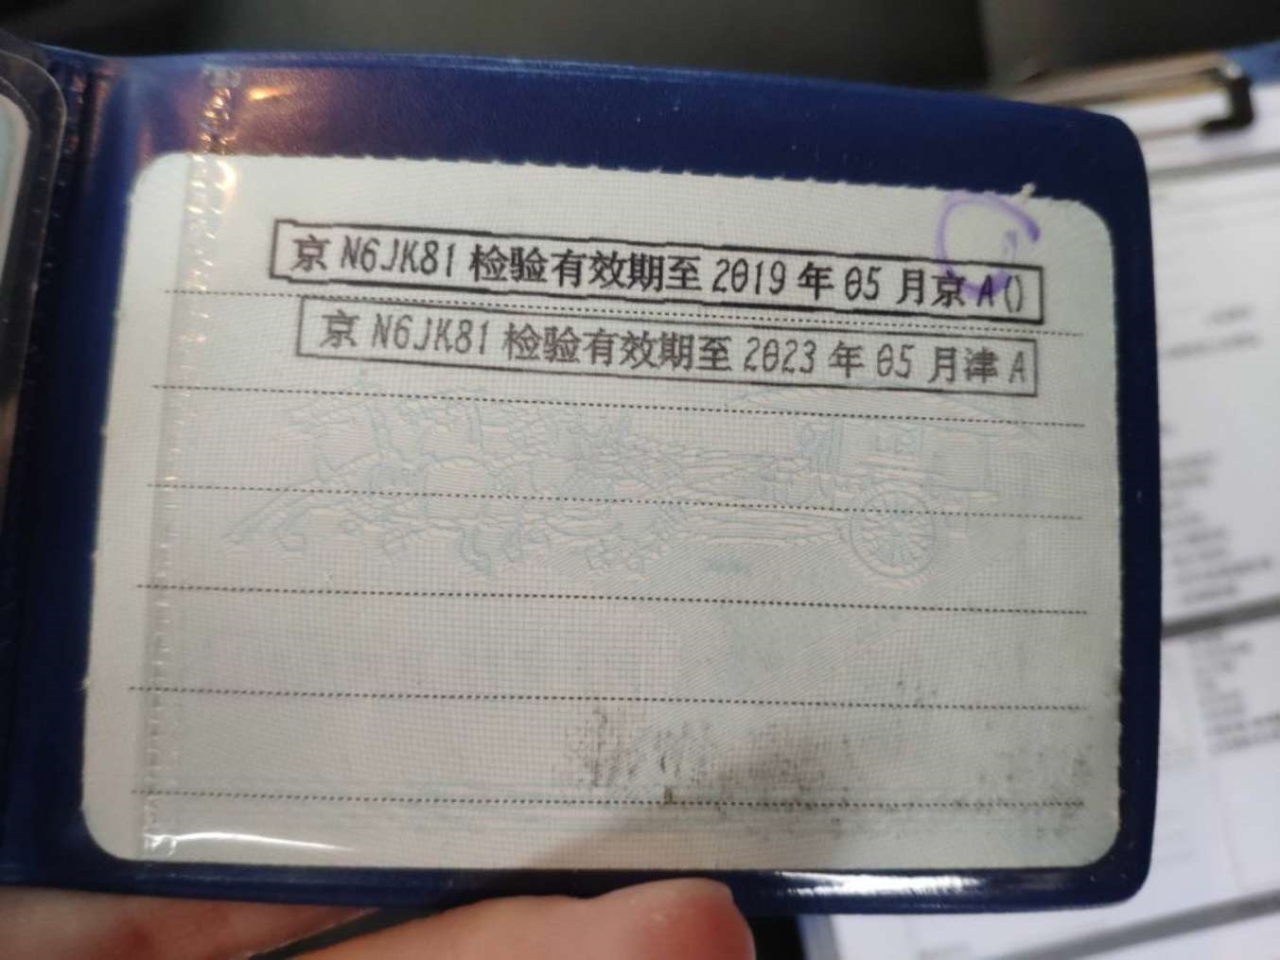 京 N6JK81 检验有效期至 2019 年 05 月京 A()
京 N6JK81 检验有效期至 2023 年 05 月津 A